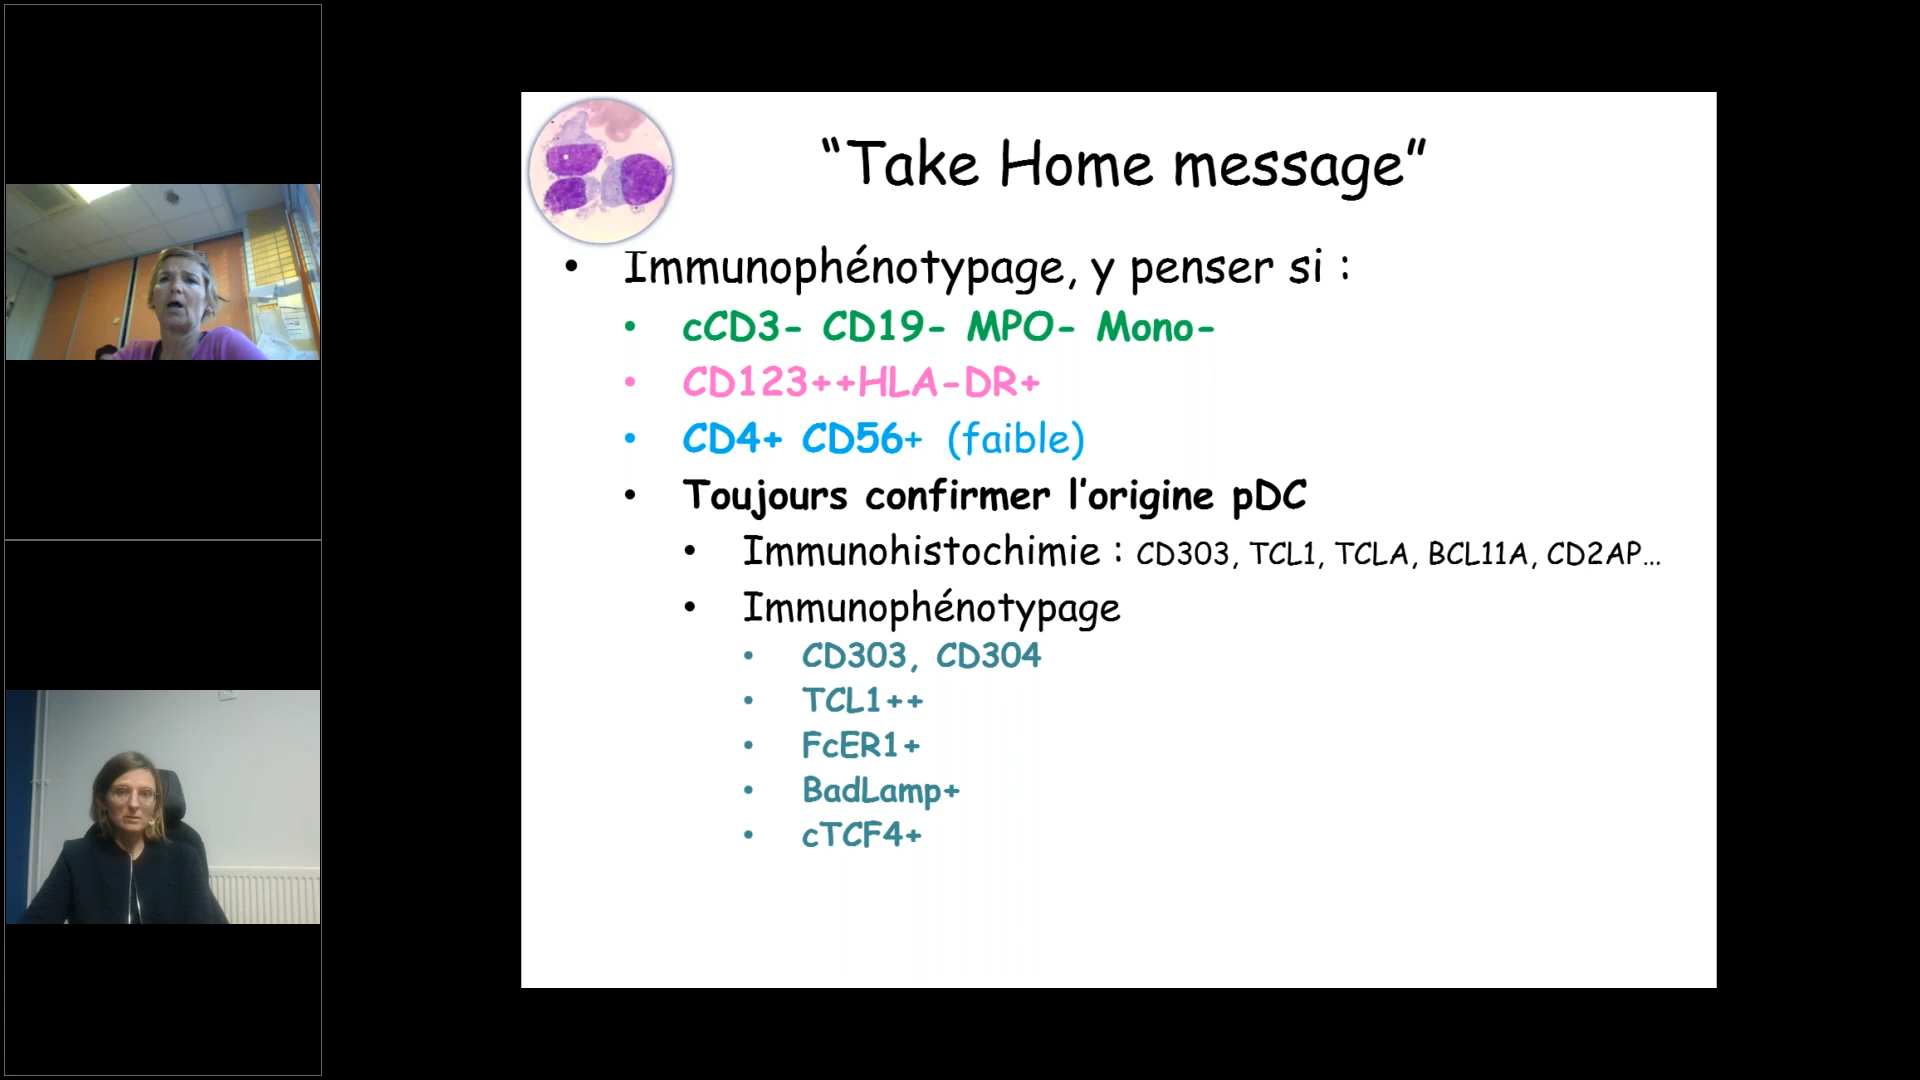 “Take Home message”
• Immunophénotypage, y penser si :
• cCD3- CD19- MPO- Mono-
• CD123++HLA-DR+
• CD4+ CD56+ (faible)
• Toujours confirmer l’origine pDC
• Immunohistochimie : CD303, TCL1, TCLA, BCL11A, CD2AP…
• Immunophénotypage
• CD303, CD304
• TCL1++
• FcER1+
• BadLamp+
• cTCF4+